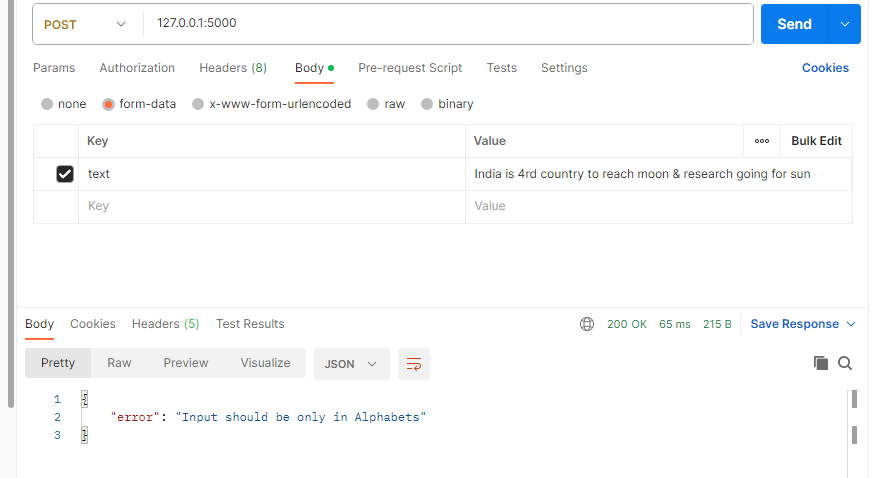 POST 127.0.0.1:5000 Send
Params Authorization Headers (8) Body Pre-request Script Tests Settings Cookies
none form-data x-www-form-urlencoded raw binary
Key Value ooo Bulk Edit
text India is 4rd country to reach moon & research going for sun
Key Value
Body Cookies Headers (5) Test Results 200 OK 65 ms 215 B Save Response
Pretty Raw Preview Visualize JSON
1 {
2 "error": "Input should be only in Alphabets"
3 }